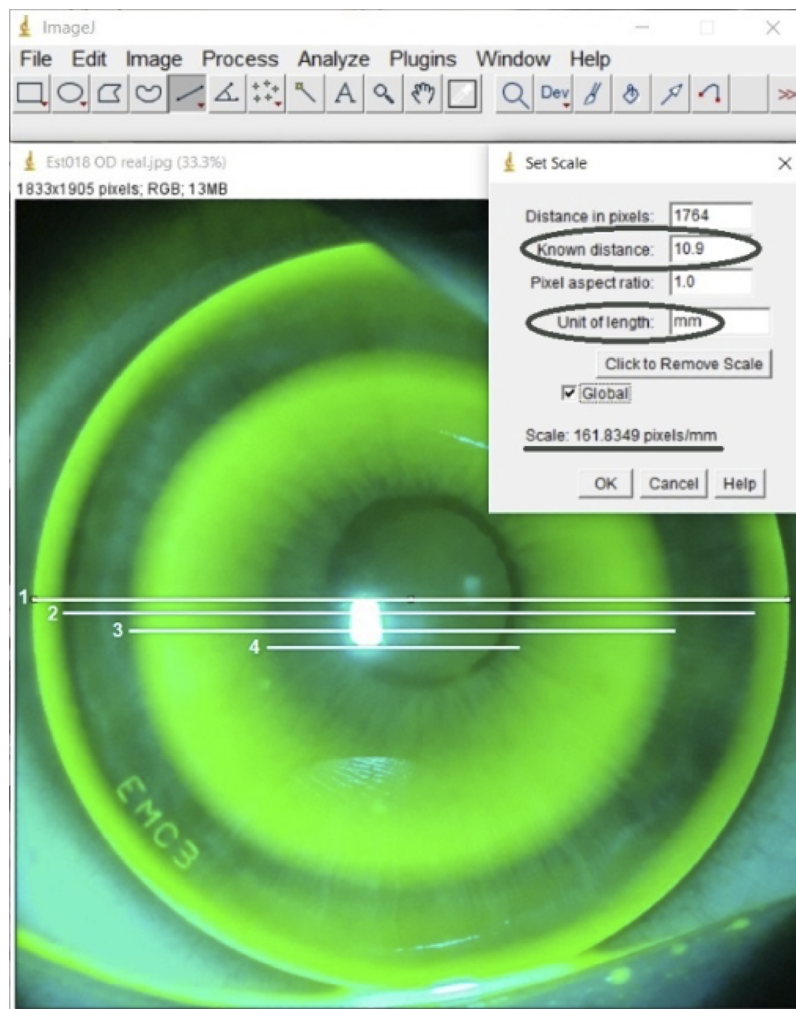 ImageJ
File Edit Image Process Analyze Plugins Window Help
A Dev >>
Est018 OD real.jpg (33.3%)
1833x1905 pixels; RGB; 13MB
Set Scale
Distance in pixels: 1764
Known distance: 10.9
Pixel aspect ratio: 1.0
Unit of length: mm
Click to Remove Scale
Global
Scale: 161.8349 pixels/mm
OK Cancel Help
1
2
3
4
EMC3